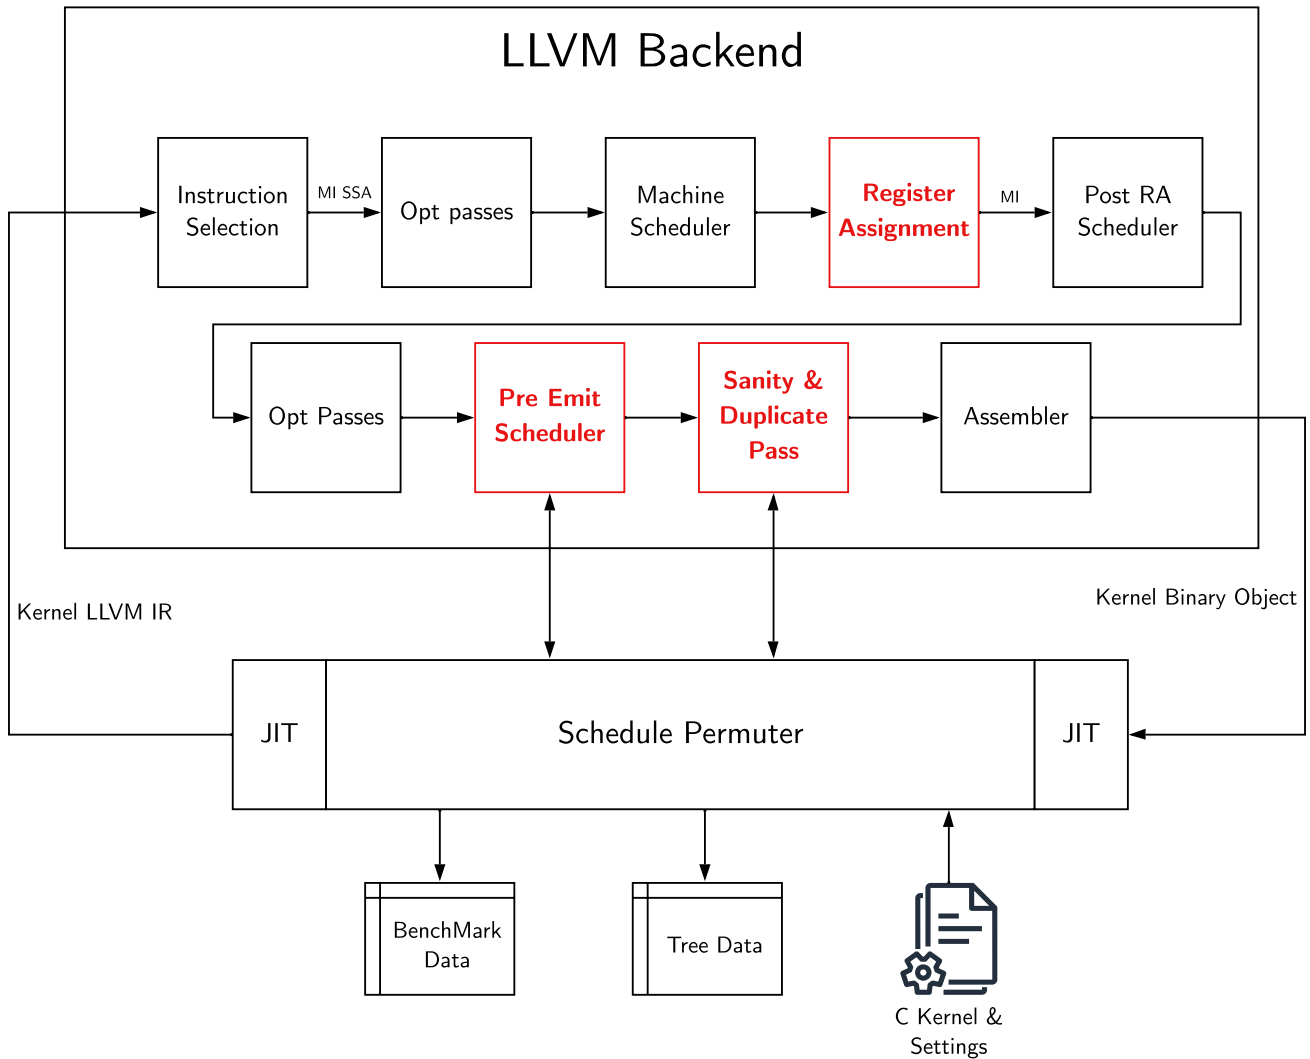 LLVM Backend
Instruction
Selection
MI SSA
Opt passes
Machine
Scheduler
Register
Assignment
MI
Post RA
Scheduler
Opt Passes
Pre Emit
Scheduler
Sanity &
Duplicate
Pass
Assembler
Kernel LLVM IR
Kernel Binary Object
JIT
Schedule Permuter
JIT
BenchMark
Data
Tree Data
C Kernel &
Settings